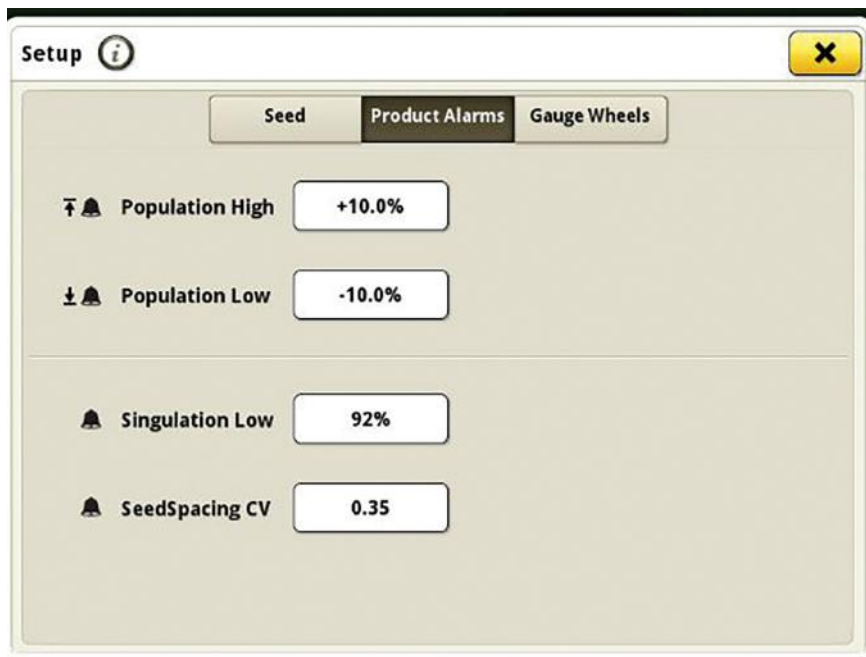 Setup i
Seed Product Alarms Gauge Wheels
Population High +10.0%
Population Low -10.0%
Singulation Low 92%
SeedSpacing CV 0.35